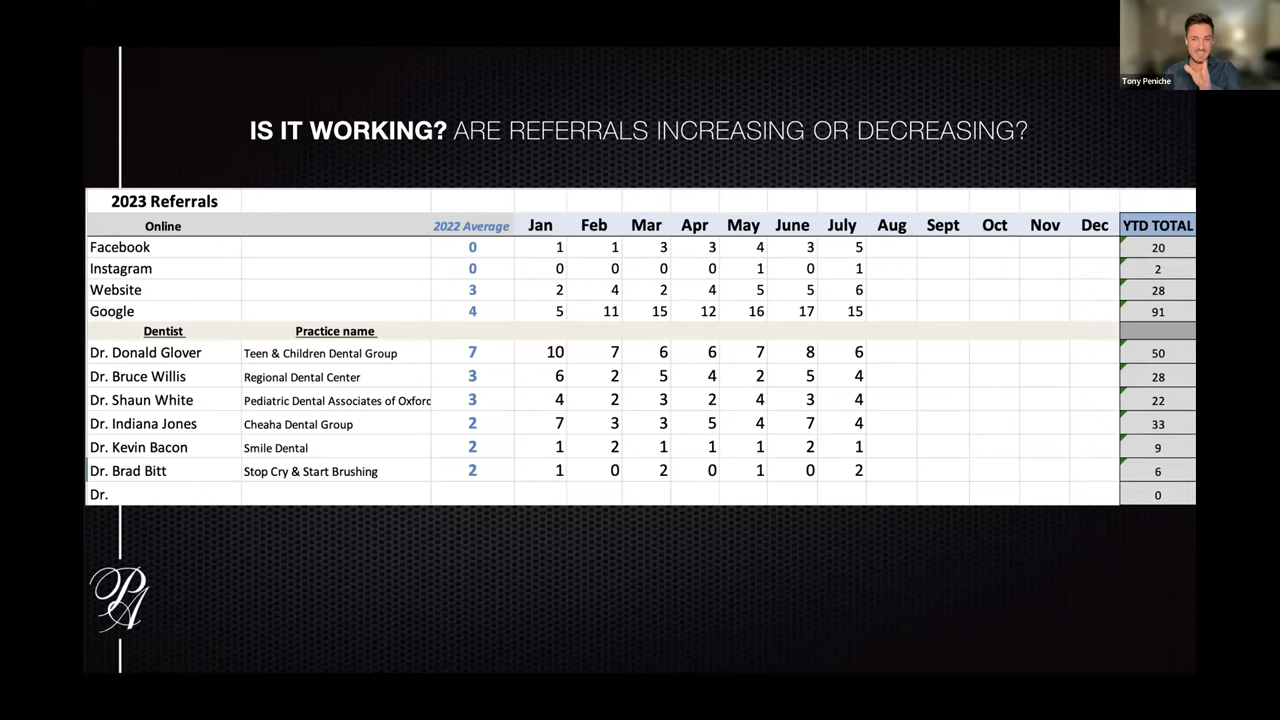 Tony Peniche
IS IT WORKING? ARE REFERRALS INCREASING OR DECREASING?
2023 Referrals
Online 2022 Average Jan Feb Mar Apr May June July Aug Sept Oct Nov Dec YTD TOTAL
Facebook 0 1 1 3 3 4 3 5 20
Instagram 0 0 0 0 0 1 0 1 2
Website 3 2 4 2 4 5 5 6 28
Google 4 5 11 15 12 16 17 15 91
Dentist Practice name
Dr. Donald Glover Teen & Children Dental Group 7 10 7 6 6 7 8 6 50
Dr. Bruce Willis Regional Dental Center 3 6 2 5 4 2 5 4 28
Dr. Shaun White Pediatric Dental Associates of Oxford 3 4 2 3 2 4 3 4 22
Dr. Indiana Jones Cheaha Dental Group 2 7 3 3 5 4 7 4 33
Dr. Kevin Bacon Smile Dental 2 1 2 1 1 1 2 1 9
Dr. Brad Bitt Stop Cry & Start Brushing 2 1 0 2 0 1 0 2 6
Dr. 0
PA